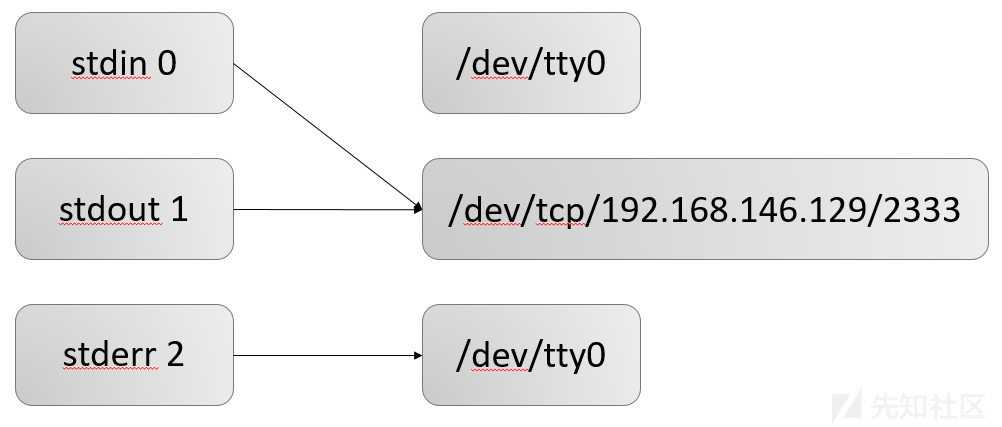 stdin 0
/dev/tty0
stdout 1
/dev/tcp/192.168.146.129/2333
stderr 2
/dev/tty0
先知社区